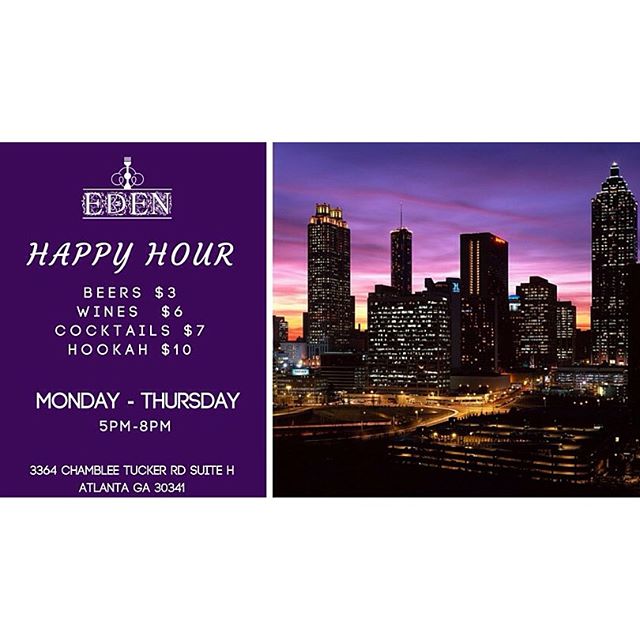 EDEN
HAPPY HOUR
BEERS $3
WINES $6
COCKTAILS $7
HOOKAH $10
MONDAY - THURSDAY
5PM-8PM
3364 CHAMBLEE TUCKER RD SUITE H
ATLANTA GA 30341